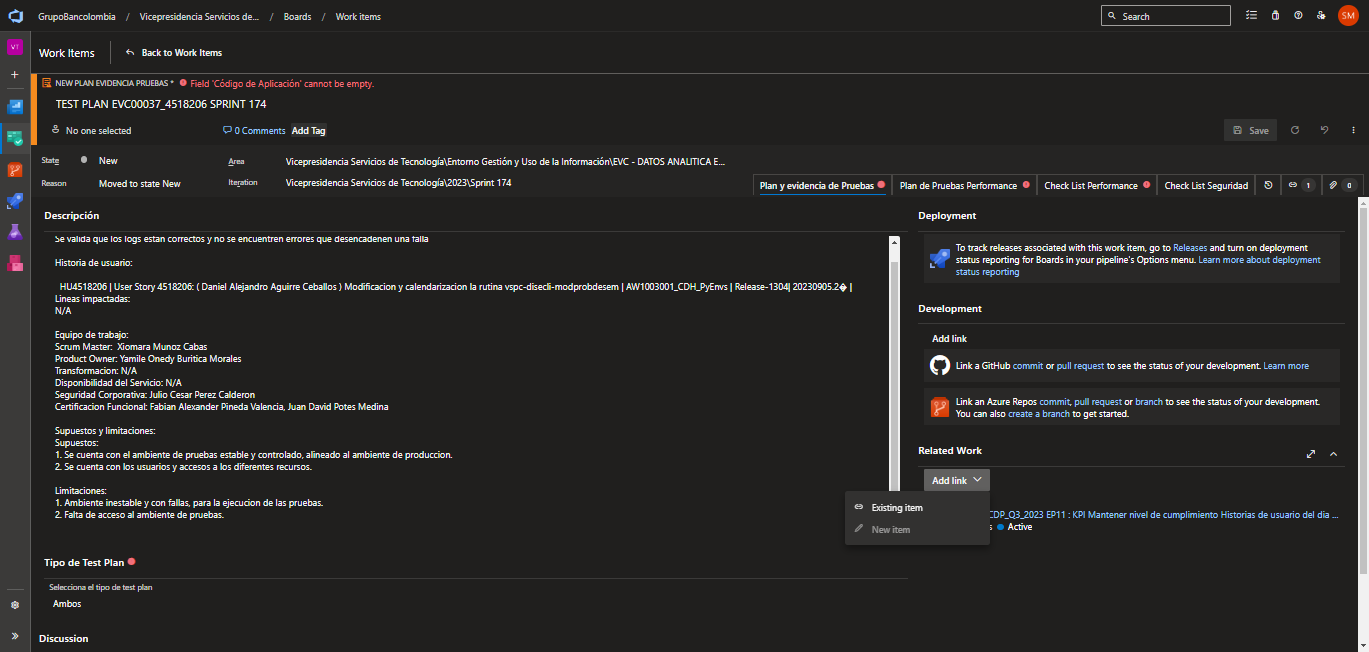 GrupoBancolombia / Vicepresidencia Servicios de... / Boards / Work items
Search
SM
VT
Work Items
Back to Work Items
NEW PLAN EVIDENCIA PRUEBAS * Field 'Código de Aplicación' cannot be empty.
TEST PLAN EVC00037_4518206 SPRINT 174
No one selected
0 Comments
Add Tag
Save
State
New
Area
Vicepresidencia Servicios de Tecnología\Entorno Gestión y Uso de la Información\EVC - DATOS ANALITICA E...
Reason
Moved to state New
Iteration
Vicepresidencia Servicios de Tecnología\2023\Sprint 174
Plan y evidencia de Pruebas
Plan de Pruebas Performance
Check List Performance
Check List Seguridad
1
0
Descripción
Se valida que los logs estan correctos y no se encuentren errores que desencadenen una falla
Historia de usuario:
HU4518206 | User Story 4518206: ( Daniel Alejandro Aguirre Ceballos ) Modificacion y calendarizacion la rutina vspc-disecli-modprobdesem | AW1003001_CDH_PyEnvs | Release-1304| 20230905.2� |
Lineas impactadas:
N/A
Equipo de trabajo:
Scrum Master: Xiomara Munoz Cabas
Product Owner: Yamile Onedy Buritica Morales
Transformacion: N/A
Disponibilidad del Servicio: N/A
Seguridad Corporativa: Julio Cesar Perez Calderon
Certificacion Funcional: Fabian Alexander Pineda Valencia, Juan David Potes Medina
Supuestos y limitaciones:
Supuestos:
1. Se cuenta con el ambiente de pruebas estable y controlado, alineado al ambiente de produccion.
2. Se cuenta con los usuarios y accesos a los diferentes recursos.
Limitaciones:
1. Ambiente inestable y con fallas, para la ejecucion de las pruebas.
2. Falta de acceso al ambiente de pruebas.
Tipo de Test Plan
Selecciona el tipo de test plan
Ambos
Discussion
Deployment
To track releases associated with this work item, go to Releases and turn on deployment
status reporting for Boards in your pipeline's Options menu. Learn more about deployment
status reporting
Development
Add link
Link a GitHub commit or pull request to see the status of your development. Learn more
Link an Azure Repos commit, pull request or branch to see the status of your development.
You can also create a branch to get started.
Related Work
Add link
Existing item
New item
CDP_Q3_2023 EP11 : KPI Mantener nivel de cumplimiento Historias de usuario del dia ...
s Active